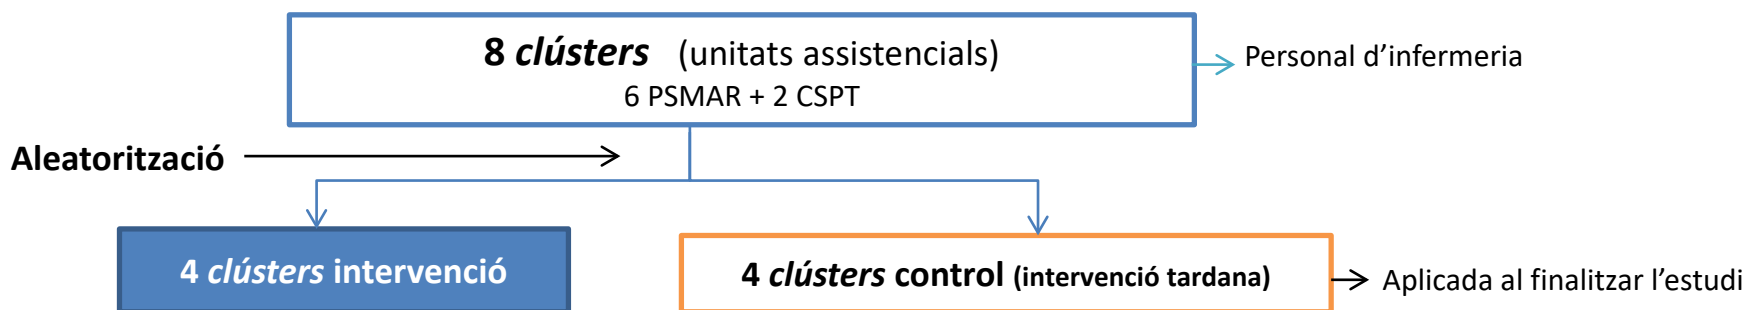 8 clústers (unitats assistencials)
6 PSMAR + 2 CSPT
Personal d’infermeria
Aleatorització
4 clústers intervenció
4 clústers control (intervenció tardana)
Aplicada al finalitzar l’estudi